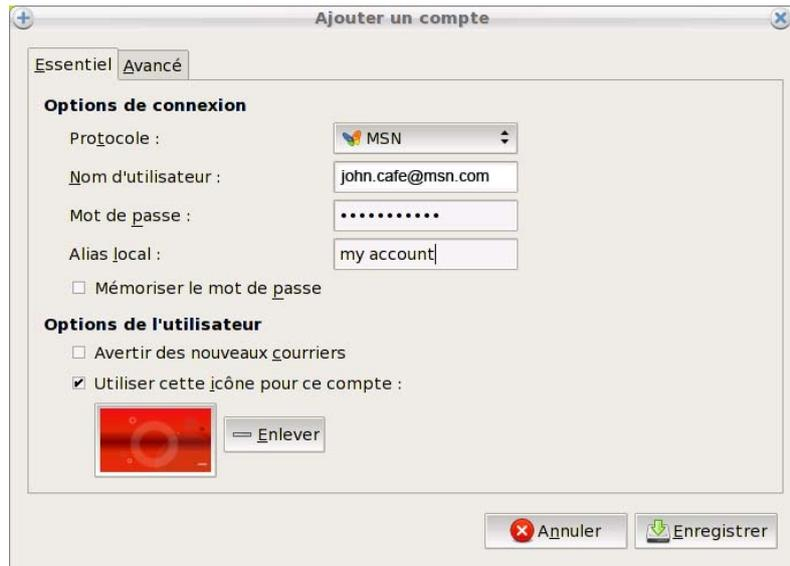 Ajouter un compte
Essentiel Avancé
Options de connexion
Protocole : MSN
Nom d'utilisateur : john.cafe@msn.com
Mot de passe : •••••••••••
Alias local : my account
Mémoriser le mot de passe
Options de l'utilisateur
Avertir des nouveaux courriers
Utiliser cette icône pour ce compte :
Enlever
Annuler Enregistrer